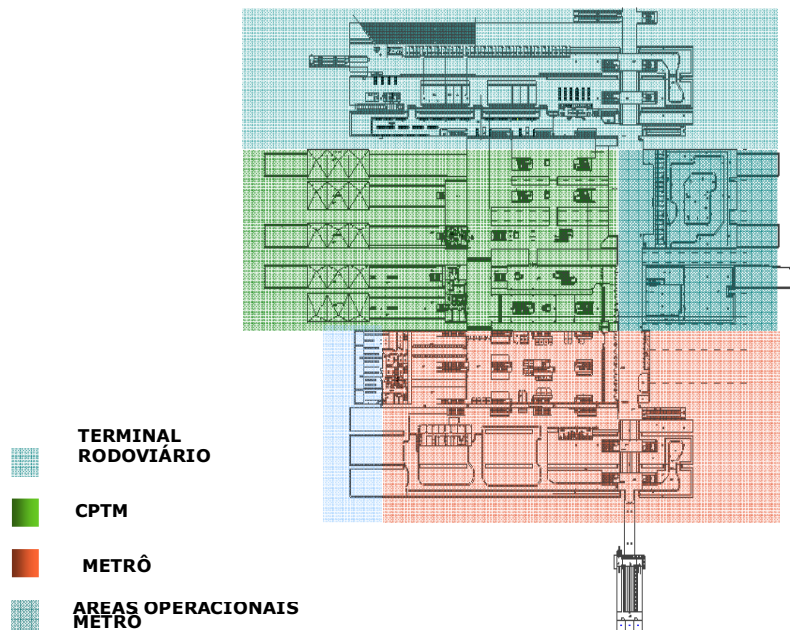 TERMINAL
RODOVIÁRIO
CPTM
METRÔ
AREAS OPERACIONAIS
METRÔ